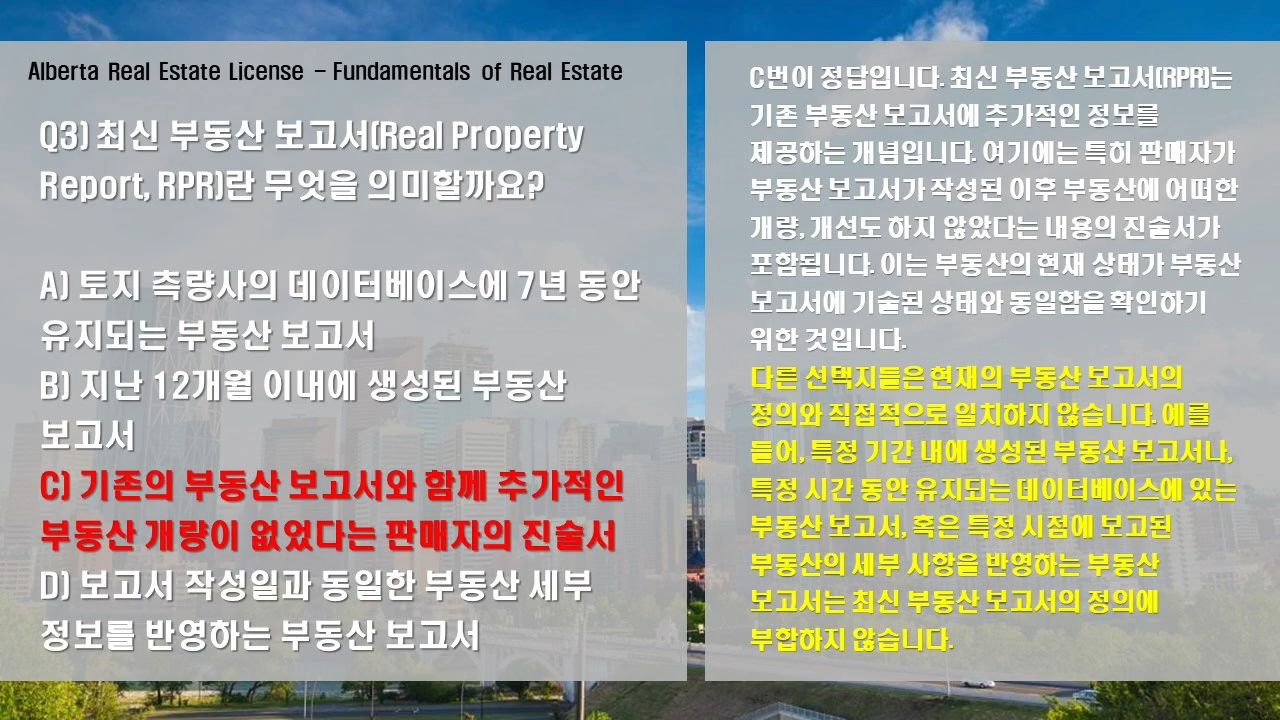 Alberta Real Estate License - Fundamentals of Real Estate
Q3) 최신 부동산 보고서(Real Property
Report, RPR)란 무엇을 의미할까요?
A) 토지 측량사의 데이터베이스에 7년 동안
유지되는 부동산 보고서
B) 지난 12개월 이내에 생성된 부동산
보고서
C) 기존의 부동산 보고서와 함께 추가적인
부동산 개량이 없었다는 판매자의 진술서
D) 보고서 작성일과 동일한 부동산 세부
정보를 반영하는 부동산 보고서
C번이 정답입니다. 최신 부동산 보고서(RPR)는
기존 부동산 보고서에 추가적인 정보를
제공하는 개념입니다. 여기에는 특히 판매자가
부동산 보고서가 작성된 이후 부동산에 어떠한
개량, 개선도 하지 않았다는 내용의 진술서가
포함됩니다. 이는 부동산의 현재 상태가 부동산
보고서에 기술된 상태와 동일함을 확인하기
위한 것입니다.
다른 선택지들은 현재의 부동산 보고서의
정의와 직접적으로 일치하지 않습니다. 예를
들어, 특정 기간 내에 생성된 부동산 보고서나,
특정 시간 동안 유지되는 데이터베이스에 있는
부동산 보고서, 혹은 특정 시점에 보고된
부동산의 세부 사항을 반영하는 부동산
보고서는 최신 부동산 보고서의 정의에
부합하지 않습니다.